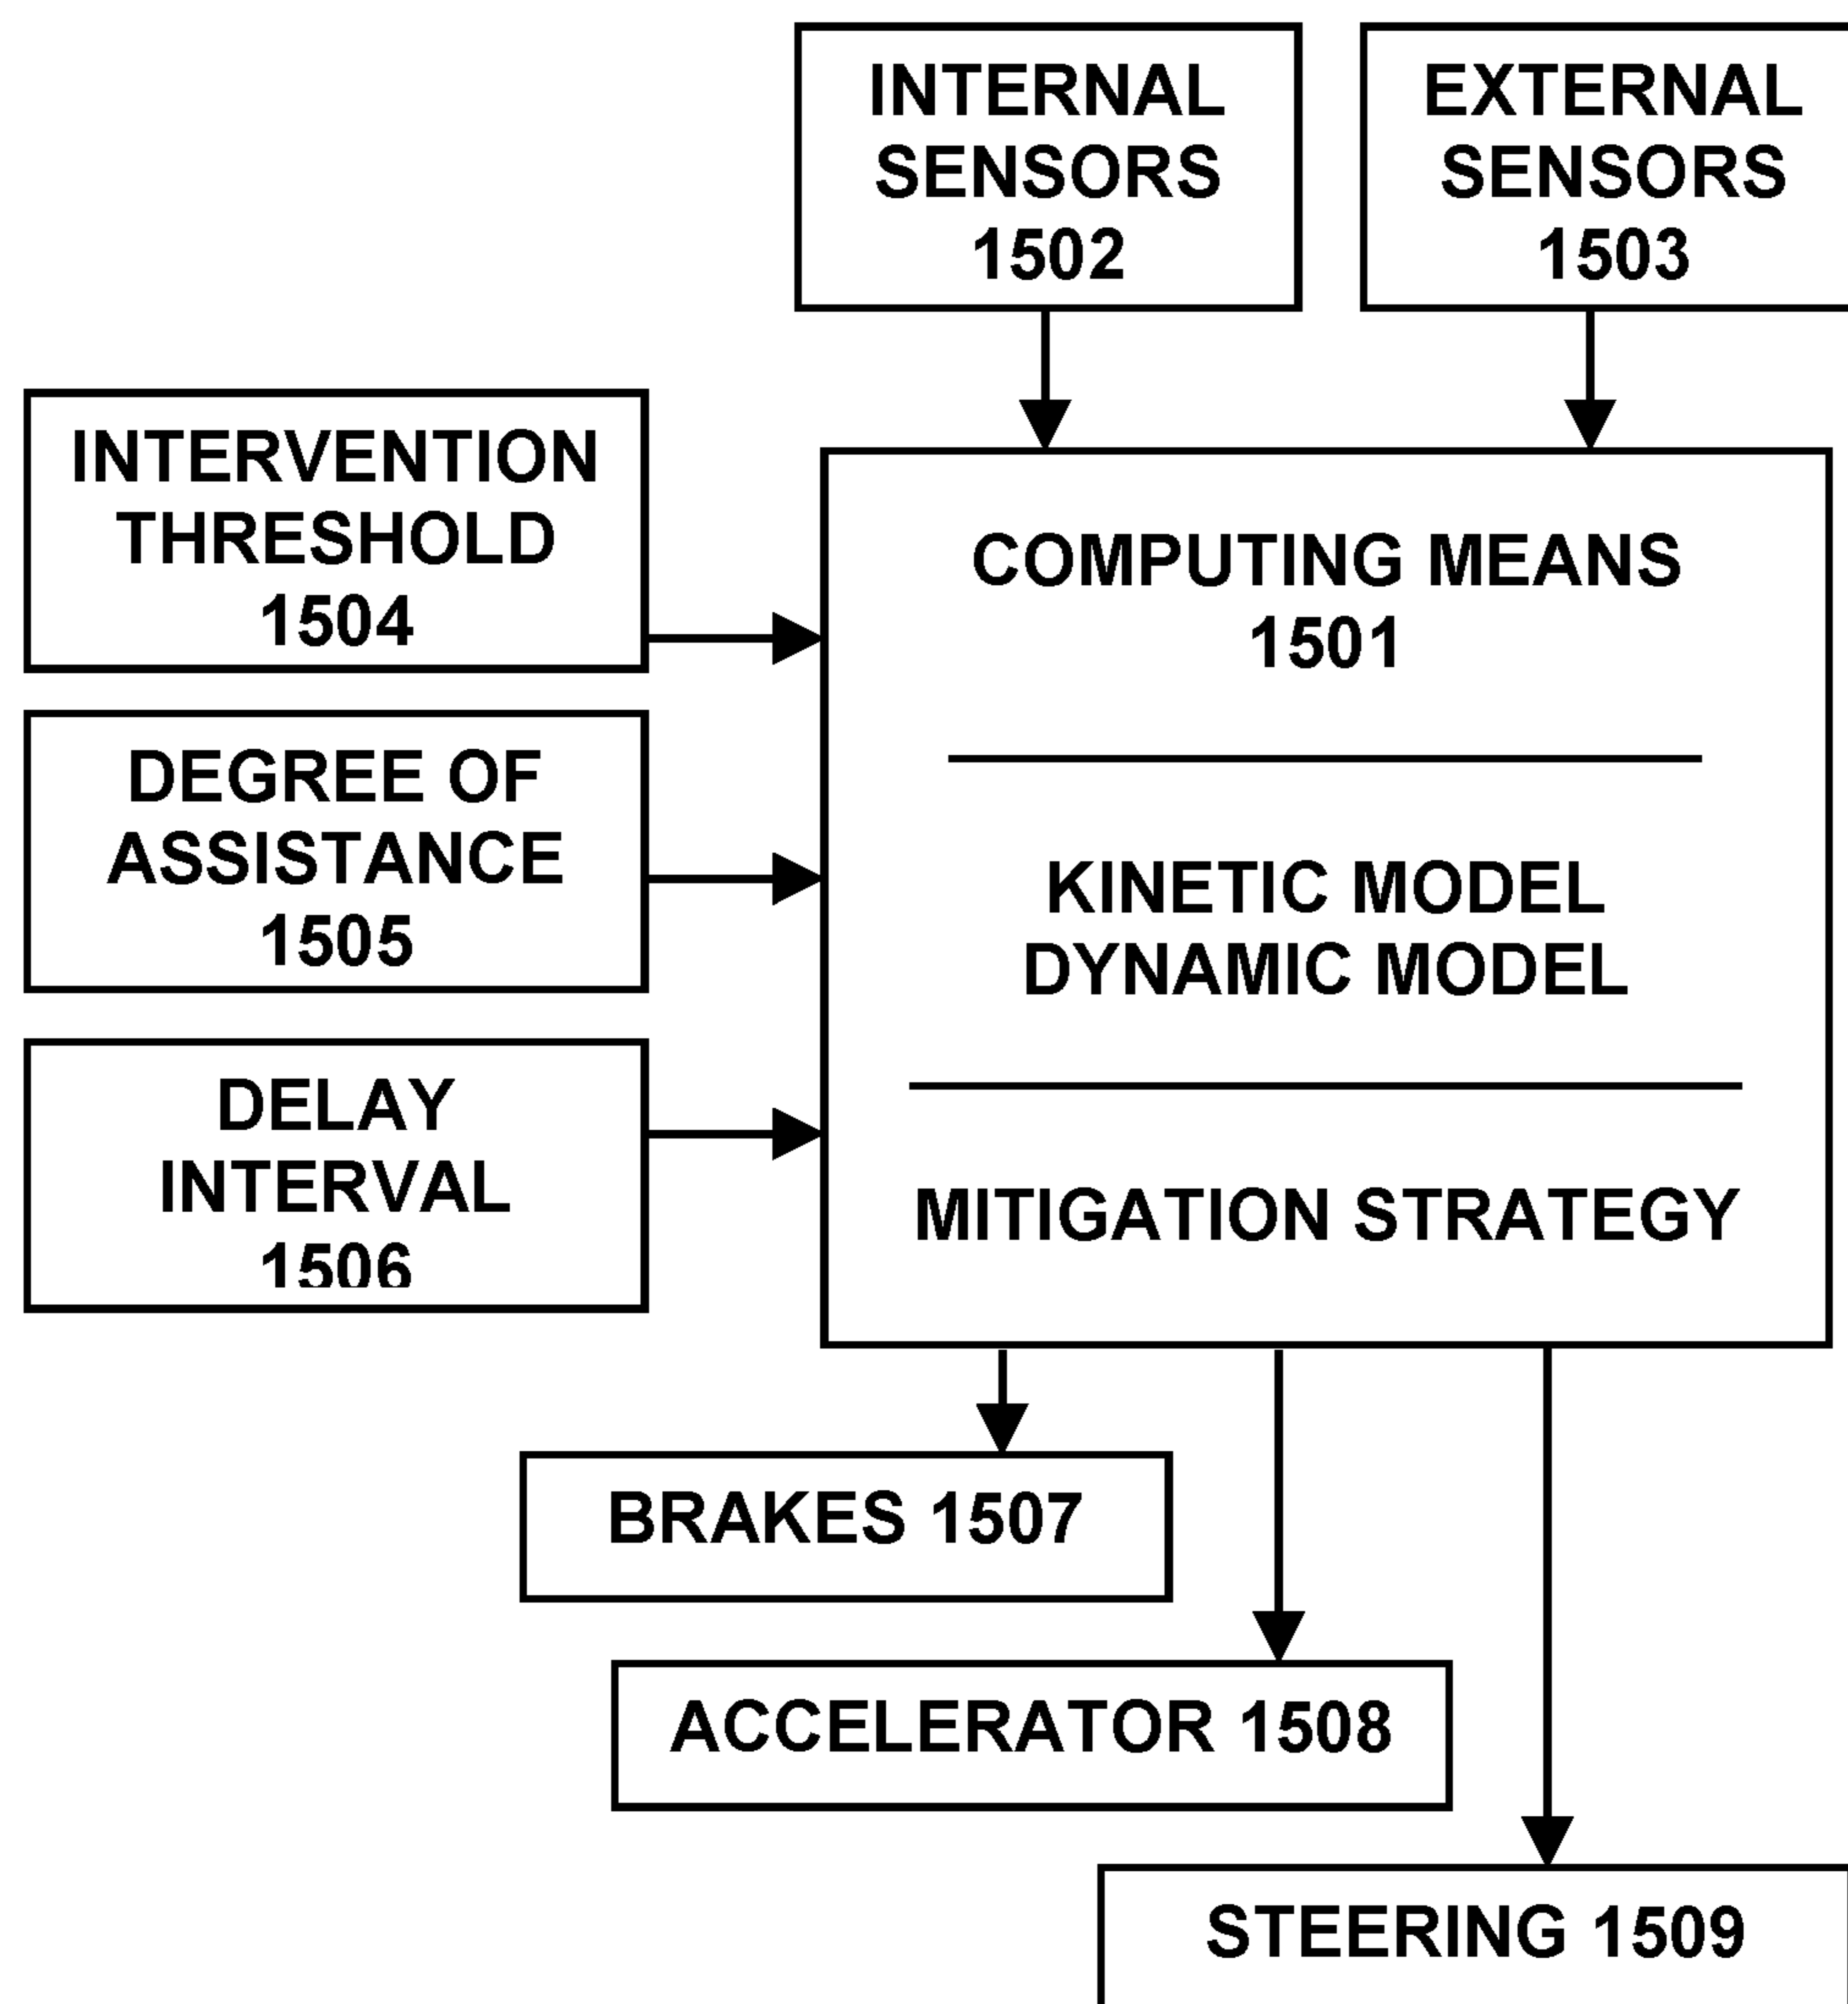 INTERNAL
SENSORS
1502
EXTERNAL
SENSORS
1503
INTERVENTION
THRESHOLD
1504
DEGREE OF
ASSISTANCE
1505
DELAY
INTERVAL
1506
COMPUTING MEANS
1501
KINETIC MODEL
DYNAMIC MODEL
MITIGATION STRATEGY
BRAKES 1507
ACCELERATOR 1508
STEERING 1509